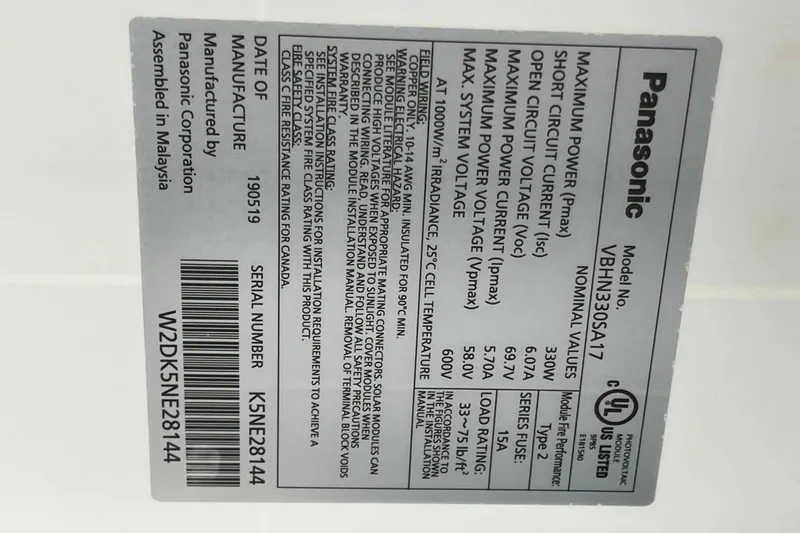 Panasonic
Model No.
VBHN330SA17
C UL US LISTED
PHOTOVOLTAIC
MODULE
9P85
E181540
NOMINAL VALUES
MAXIMUM POWER (Pmax) 330W
SHORT CIRCUIT CURRENT (Isc) 6.07A
OPEN CIRCUIT VOLTAGE (Voc) 69.7V
MAXIMUM POWER CURRENT (Ipmax) 5.70A
MAXIMUM POWER VOLTAGE (Vpmax) 58.0V
MAX. SYSTEM VOLTAGE 600V
AT 1000W/m² IRRADIANCE, 25°C CELL TEMPERATURE
Module Fire Performance:
Type 2
SERIES FUSE:
15A
LOAD RATING:
33~75 lb/ft²
IN ACCORDANCE TO
THE FIGURES SHOWN
IN THE INSTALLATION
MANUAL
FIELD WIRING:
COPPER ONLY. 10-14 AWG MIN. INSULATED FOR 90°C MIN.
SEE MODULE LITERATURE FOR APPROPRIATE MATING CONNECTORS.
WARNING ELECTRICAL HAZARD:
SOLAR MODULES CAN
PRODUCE HIGH VOLTAGES WHEN EXPOSED TO SUNLIGHT. COVER MODULES WHEN
CONNECTING WIRING. READ, UNDERSTAND AND FOLLOW ALL SAFETY PRECAUTIONS
DESCRIBED IN THE MODULE INSTALLATION MANUAL. REMOVAL OF TERMINAL BLOCK VOIDS
WARRANTY.
SYSTEM FIRE CLASS RATING:
SEE INSTALLATION INSTRUCTIONS FOR INSTALLATION REQUIREMENTS TO ACHIEVE A
SPECIFIED SYSTEM FIRE CLASS RATING WITH THIS PRODUCT.
FIRE SAFETY CLASS:
CLASS C FIRE RESISTANCE RATING FOR CANADA.
DATE OF
MANUFACTURE 190519
SERIAL NUMBER K5NE28144
Manufactured by
Panasonic Corporation
Assembled in Malaysia
W2DK5NE28144